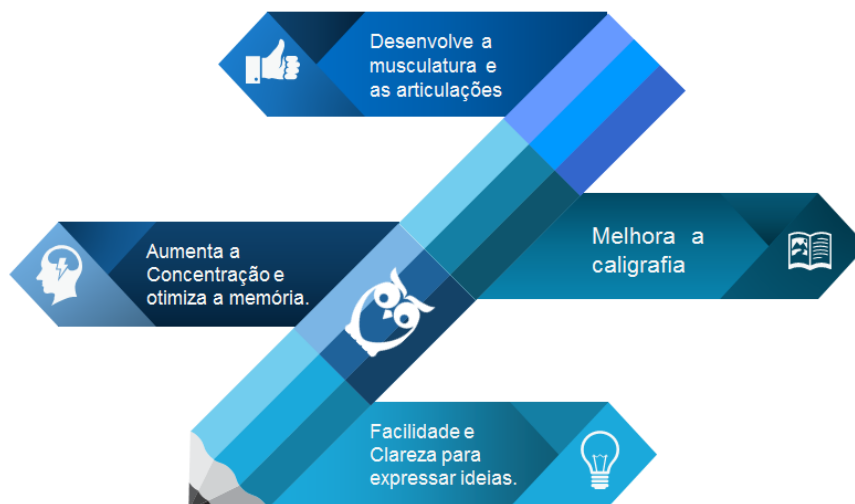 Desenvolve a
musculatura e
as articulações
Aumenta a
Concentração e
otimiza a memória.
Melhora a
caligrafia
Facilidade e
Clareza para
expressar ideias.